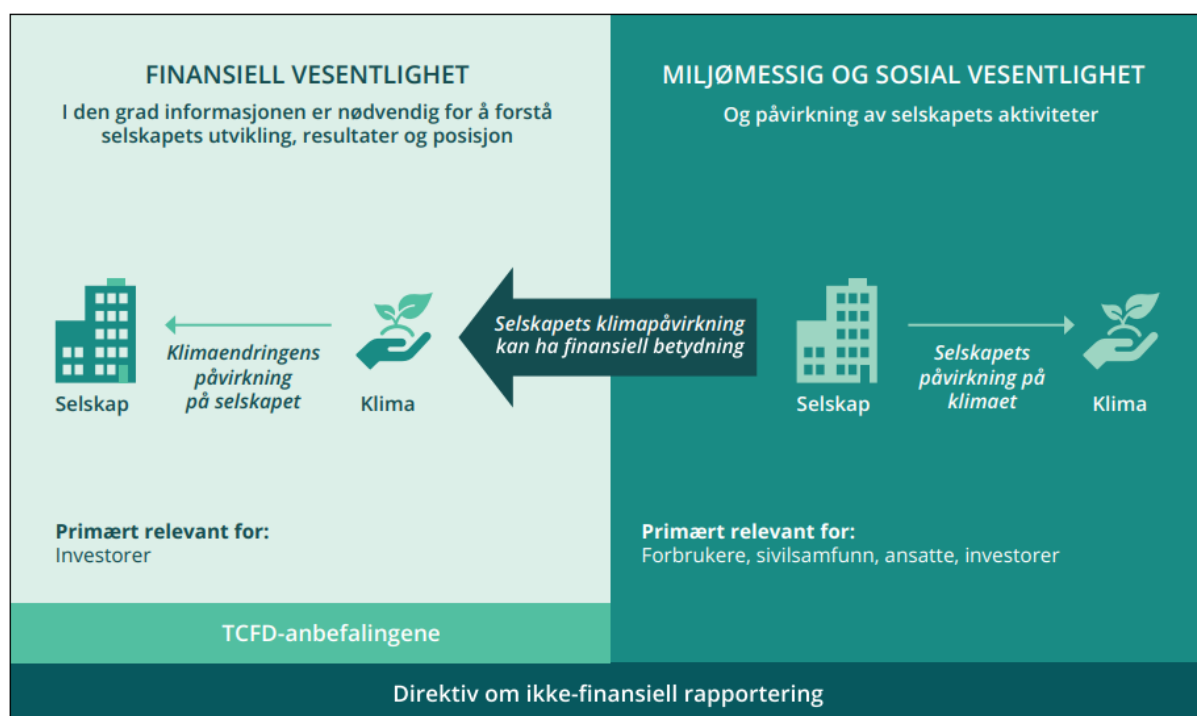 FINANSIELL VESENTLIGHET
I den grad informasjonen er nødvendig for å forstå
selskapets utvikling, resultater og posisjon
Selskap
Klimaendringens
påvirkning
på selskapet
Klima
Primært relevant for:
Investorer
TCFD-anbefalingene
Selskapets klimapåvirkning
kan ha finansiell betydning
MILJØMESSIG OG SOSIAL VESENTLIGHET
Og påvirkning av selskapets aktiviteter
Selskap
Selskapets
påvirkning på
klimaet
Klima
Primært relevant for:
Forbrukere, sivilsamfunn, ansatte, investorer
Direktiv om ikke-finansiell rapportering